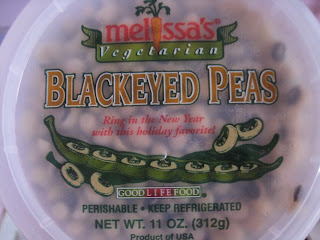 melissa's
Vegetarian
BLACKEYED PEAS
Ring in the New Year
with this holiday favorite!
GOOD LIFE FOOD
PERISHABLE • KEEP REFRIGERATED
NET WT. 11 OZ. (312g)
Product of USA